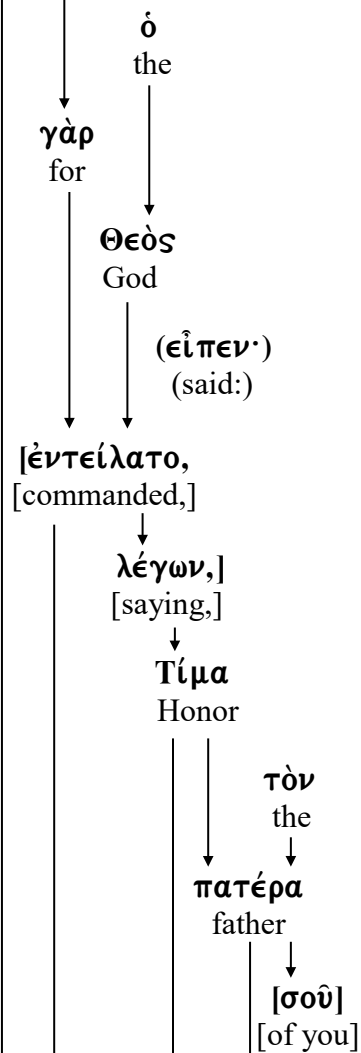 ὁ
the
γὰρ
for
Θεὸς
God
(εἶπεν·)
(said:)
[ἐντείλατο,
[commanded,]
λέγων,]
[saying,]
Τίμα
Honor
τὸν
the
πατέρα
father
[σοῦ]
[of you]